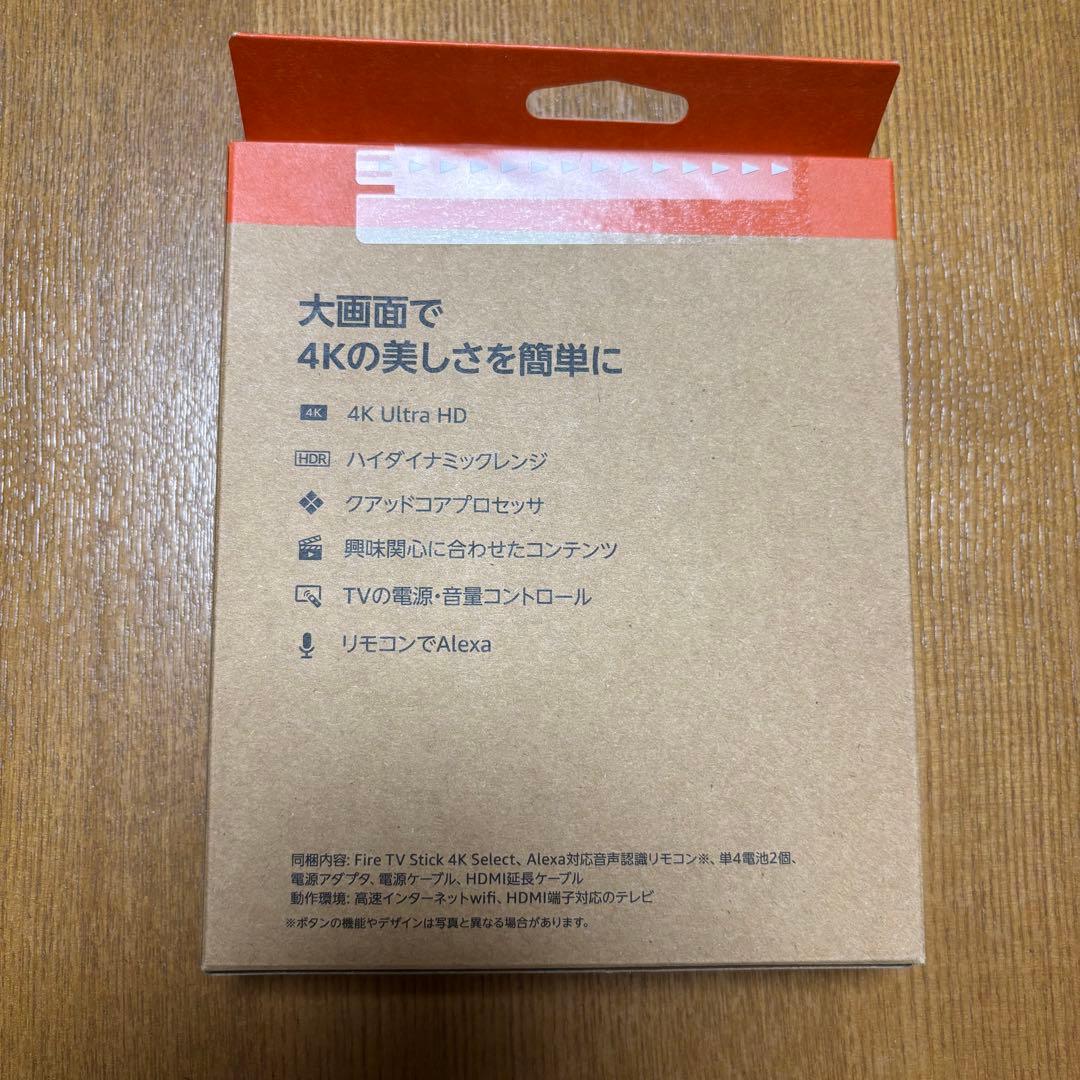 大画面で
4Kの美しさを簡単に
4K 4K Ultra HD
HDR ハイダイナミックレンジ
クアッドコアプロセッサ
興味関心に合わせたコンテンツ
TVの電源・音量コントロール
リモコンでAlexa
同梱内容: Fire TV Stick 4K Select、Alexa対応音声認識リモコン※、単4電池2個、
電源アダプタ、電源ケーブル、HDMI延長ケーブル
動作環境: 高速インターネットwifi、HDMI端子対応のテレビ
※ボタンの機能やデザインは写真と異なる場合があります。